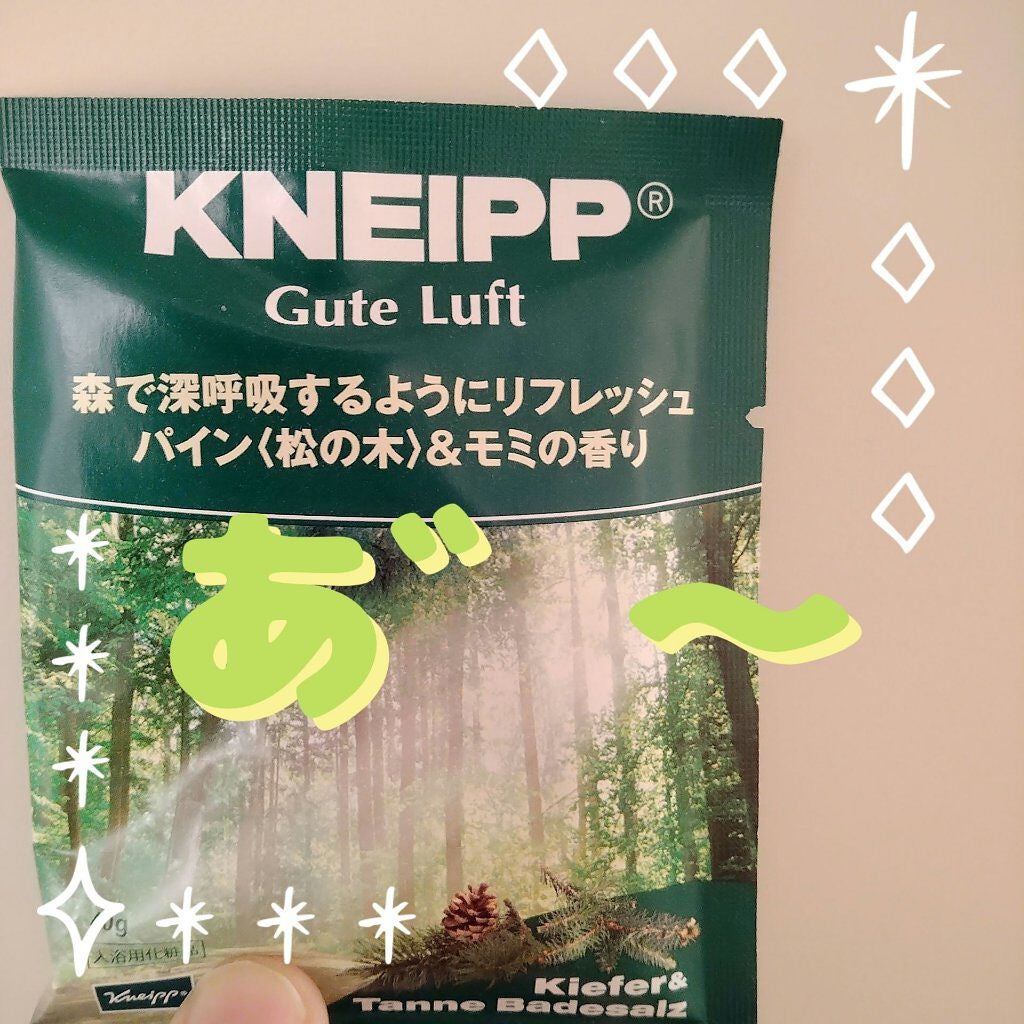 KNEIPP®
Gute Luft
森で深呼吸するようにリフレッシュ
パイン〈松の木〉&モミの香り
あ゛〜
[入浴用化粧品]
Kneipp®
Kiefer&
Tanne Badesalz